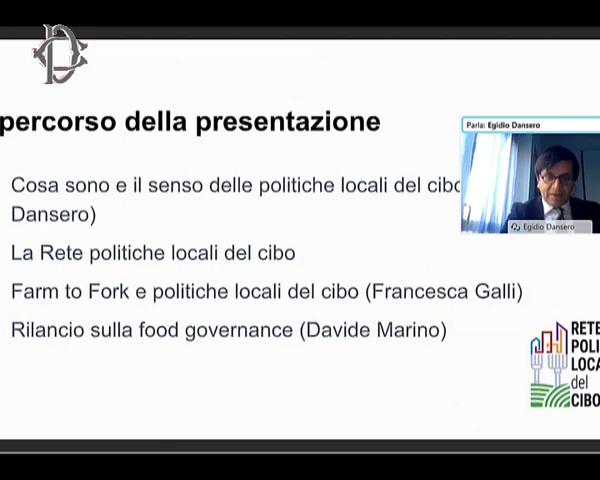 percorso della presentazione
Parla: Egidio Dansero
Cosa sono e il senso delle politiche locali del cibo
Dansero)
Egidio Dansero
La Rete politiche locali del cibo
Farm to Fork e politiche locali del cibo (Francesca Galli)
Rilancio sulla food governance (Davide Marino)
RETE
POLI
LOCA
del
CIBO